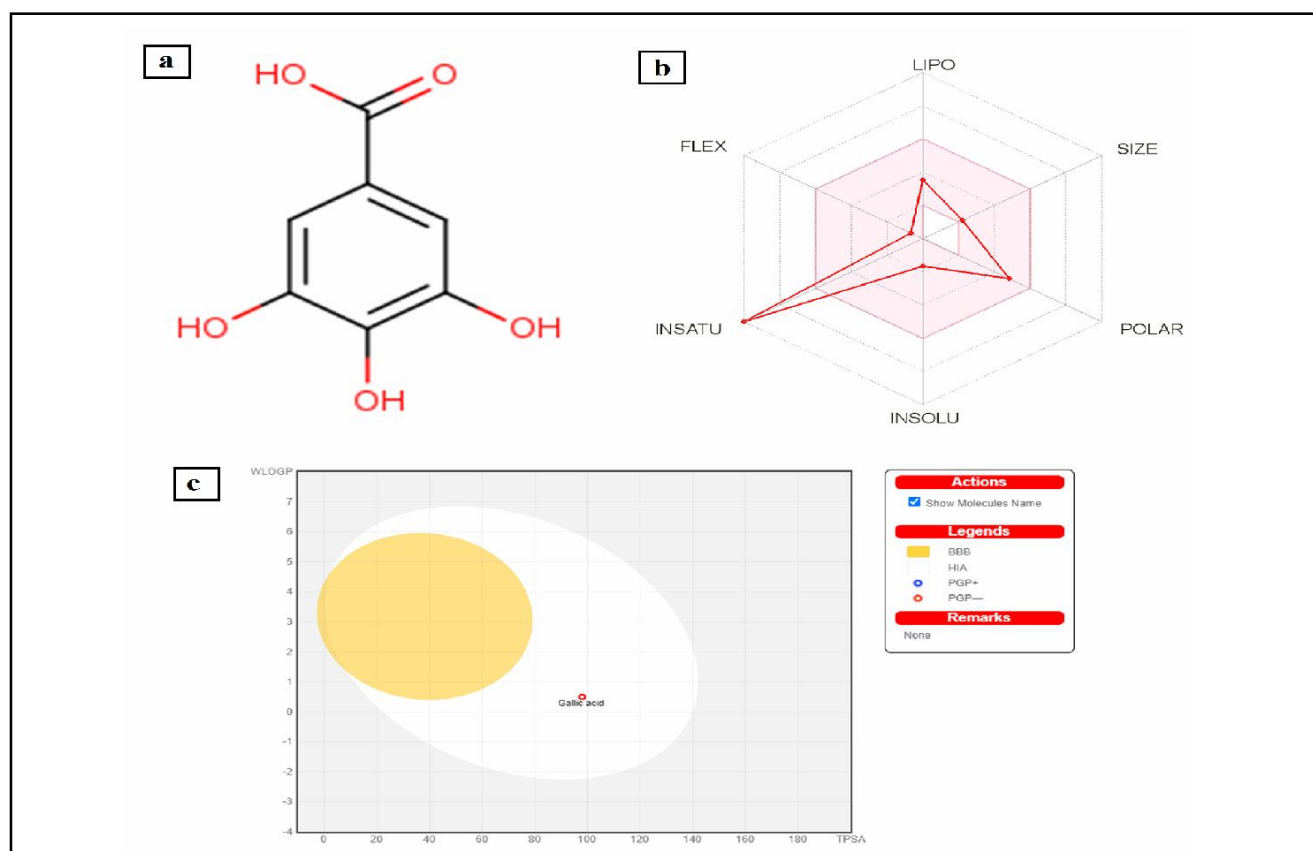 a
HO
O
HO
OH
OH
b
LIPO
FLEX
SIZE
INSATU
POLAR
INSOLU
c
WLOGP
7
6
5
4
3
2
1
0
-1
-2
-3
-4
Gallic acid
0 20 40 60 80 100 120 140 160 180 TPSA
Actions
Show Molecules Name
Legends
BBB
HIA
PGP+
PGP—
Remarks
None